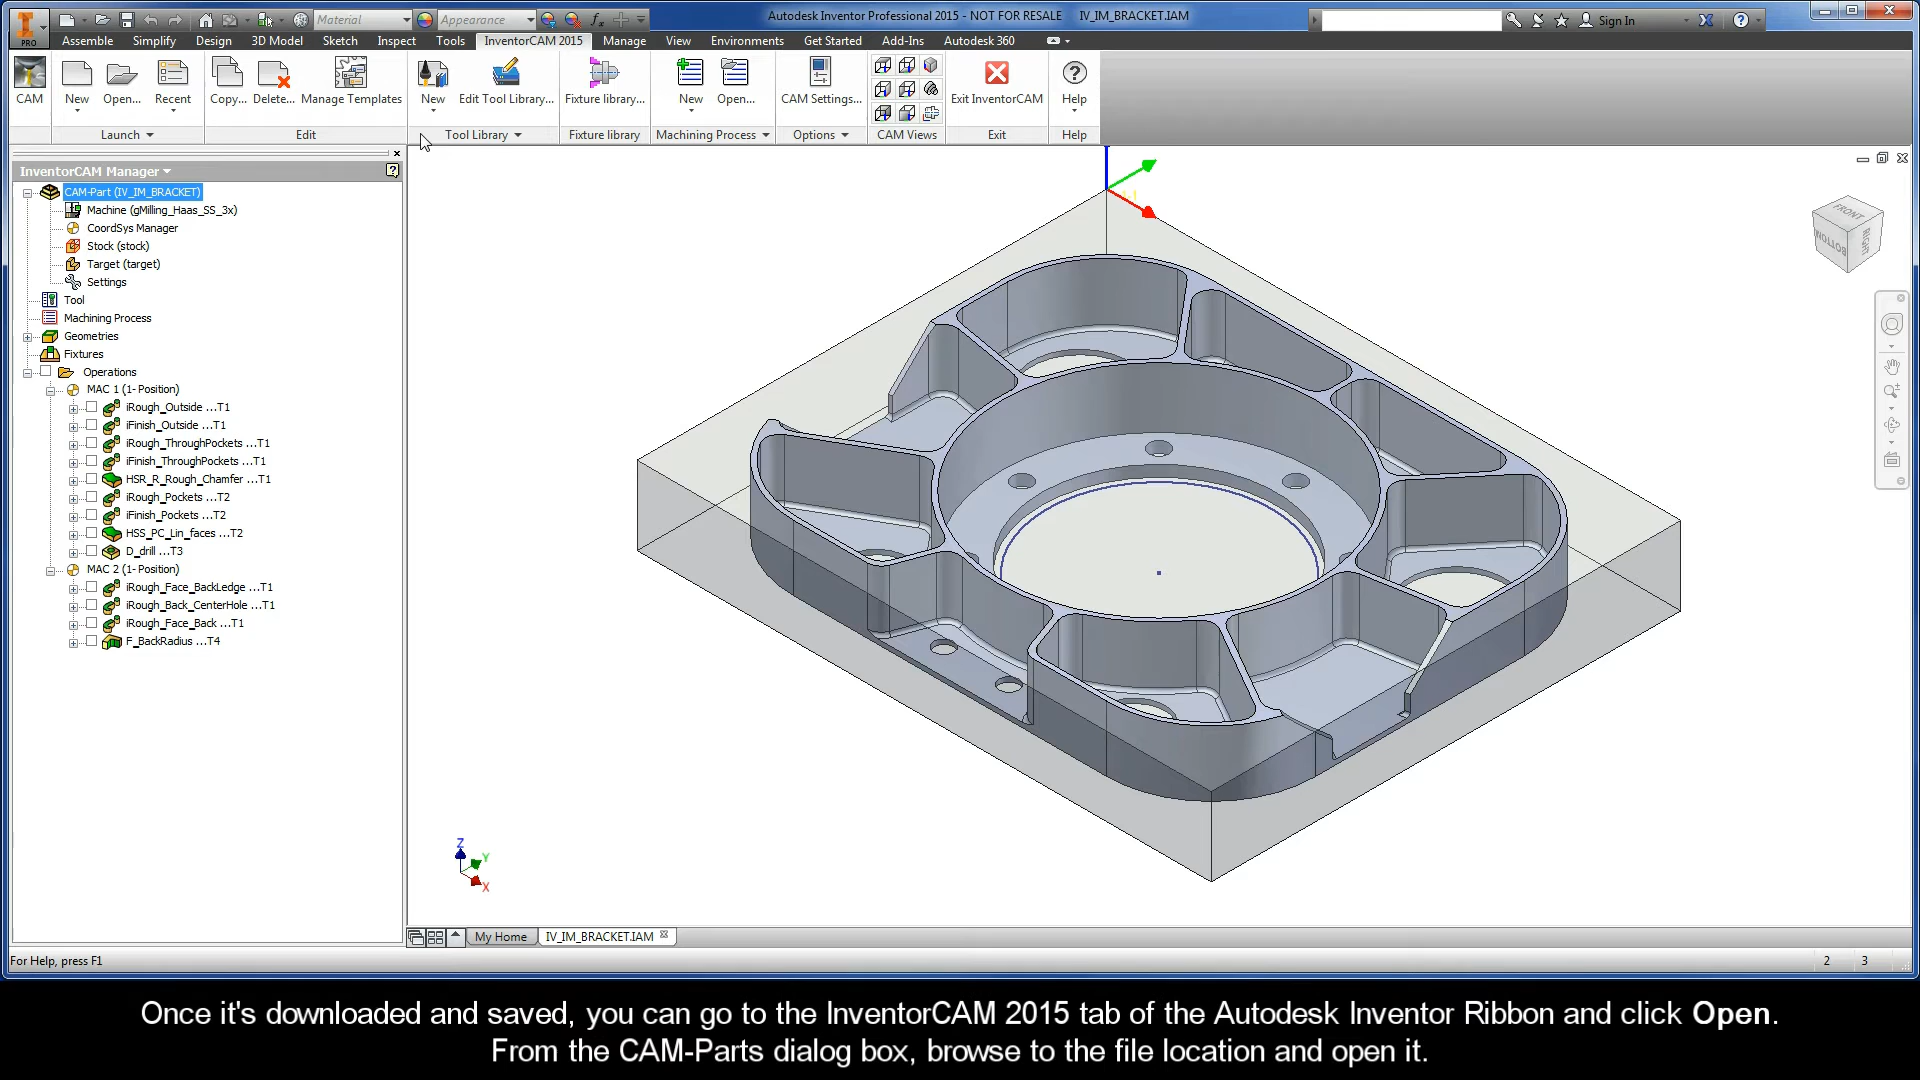 PRO
Material
Appearance
Autodesk Inventor Professional 2015 - NOT FOR RESALE IV_IM_BRACKET.IAM
Sign In
Assemble Simplify Design 3D Model Sketch Inspect Tools InventorCAM 2015 Manage View Environments Get Started Add-Ins Autodesk 360
CAM New Open... Recent Copy... Delete... Manage Templates New Edit Tool Library... Fixture library... New Open... CAM Settings... Exit InventorCAM Help
Launch Edit Tool Library Fixture library Machining Process Options CAM Views Exit Help
InventorCAM Manager
CAM-Part (IV_IM_BRACKET)
Machine (gMilling_Haas_SS_3x)
CoordSys Manager
Stock (stock)
Target (target)
Settings
Tool
Machining Process
Geometries
Fixtures
Operations
MAC 1 (1- Position)
iRough_Outside ...T1
iFinish_Outside ...T1
iRough_ThroughPockets ...T1
iFinish_ThroughPockets ...T1
HSR_R_Rough_Chamfer ...T1
iRough_Pockets ...T2
iFinish_Pockets ...T2
HSS_PC_Lin_faces ...T2
D_drill ...T3
MAC 2 (1- Position)
iRough_Face_BackLedge ...T1
iRough_Back_CenterHole ...T1
iRough_Face_Back ...T1
F_BackRadius ...T4
FRONT
BOTTOM
RIGHT
Z
Y
X
My Home IV_IM_BRACKET.IAM
For Help, press F1
2 3
Once it's downloaded and saved, you can go to the InventorCAM 2015 tab of the Autodesk Inventor Ribbon and click Open.
From the CAM-Parts dialog box, browse to the file location and open it.